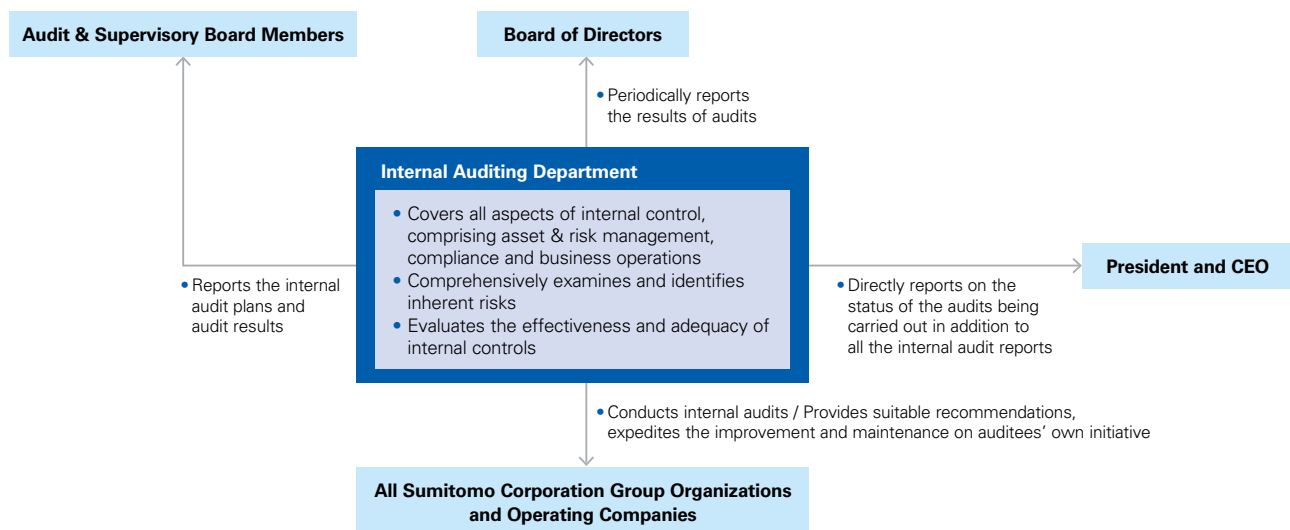 Audit & Supervisory Board Members
Board of Directors
• Periodically reports
the results of audits
Internal Auditing Department
• Covers all aspects of internal control,
comprising asset & risk management,
compliance and business operations
• Comprehensively examines and identifies
inherent risks
• Evaluates the effectiveness and adequacy of
internal controls
• Reports the internal
audit plans and
audit results
President and CEO
• Directly reports on the
status of the audits being
carried out in addition to
all the internal audit reports
• Conducts internal audits / Provides suitable recommendations,
expedites the improvement and maintenance on auditees’ own initiative
All Sumitomo Corporation Group Organizations
and Operating Companies